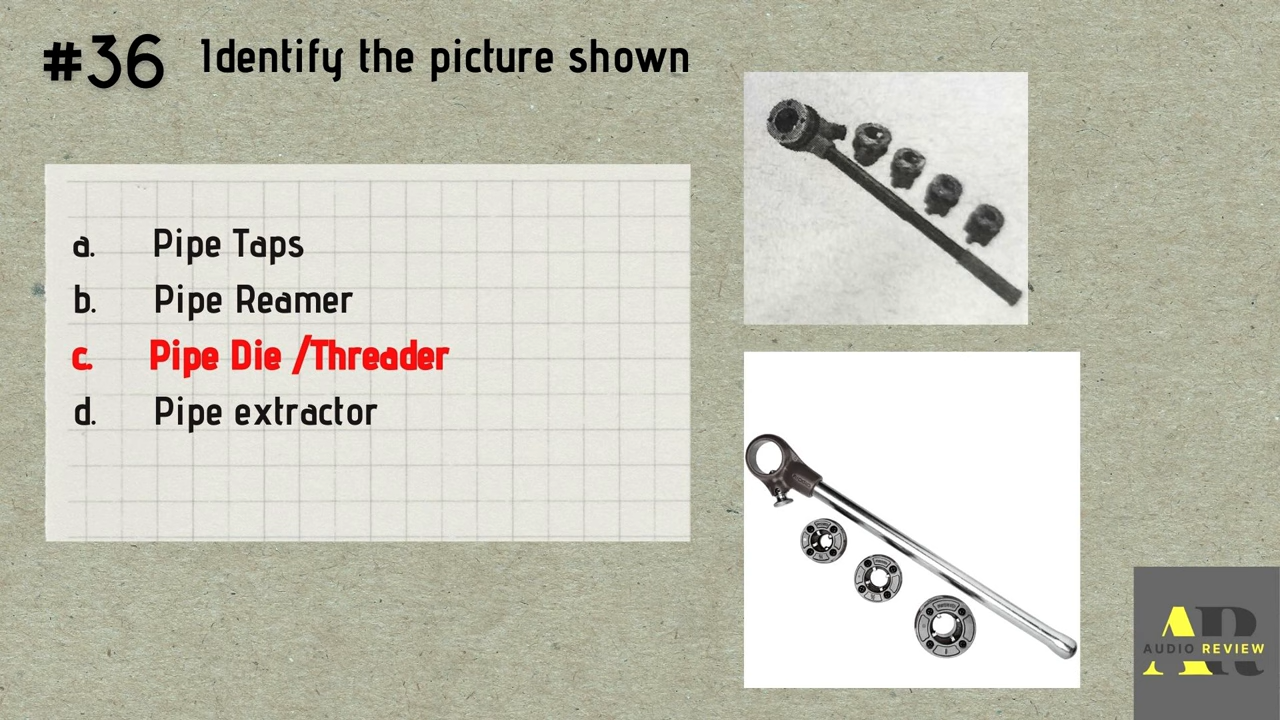 #36 Identify the picture shown
a. Pipe Taps
b. Pipe Reamer
c. Pipe Die /Threader
d. Pipe extractor
AR
AUDIO REVIEW